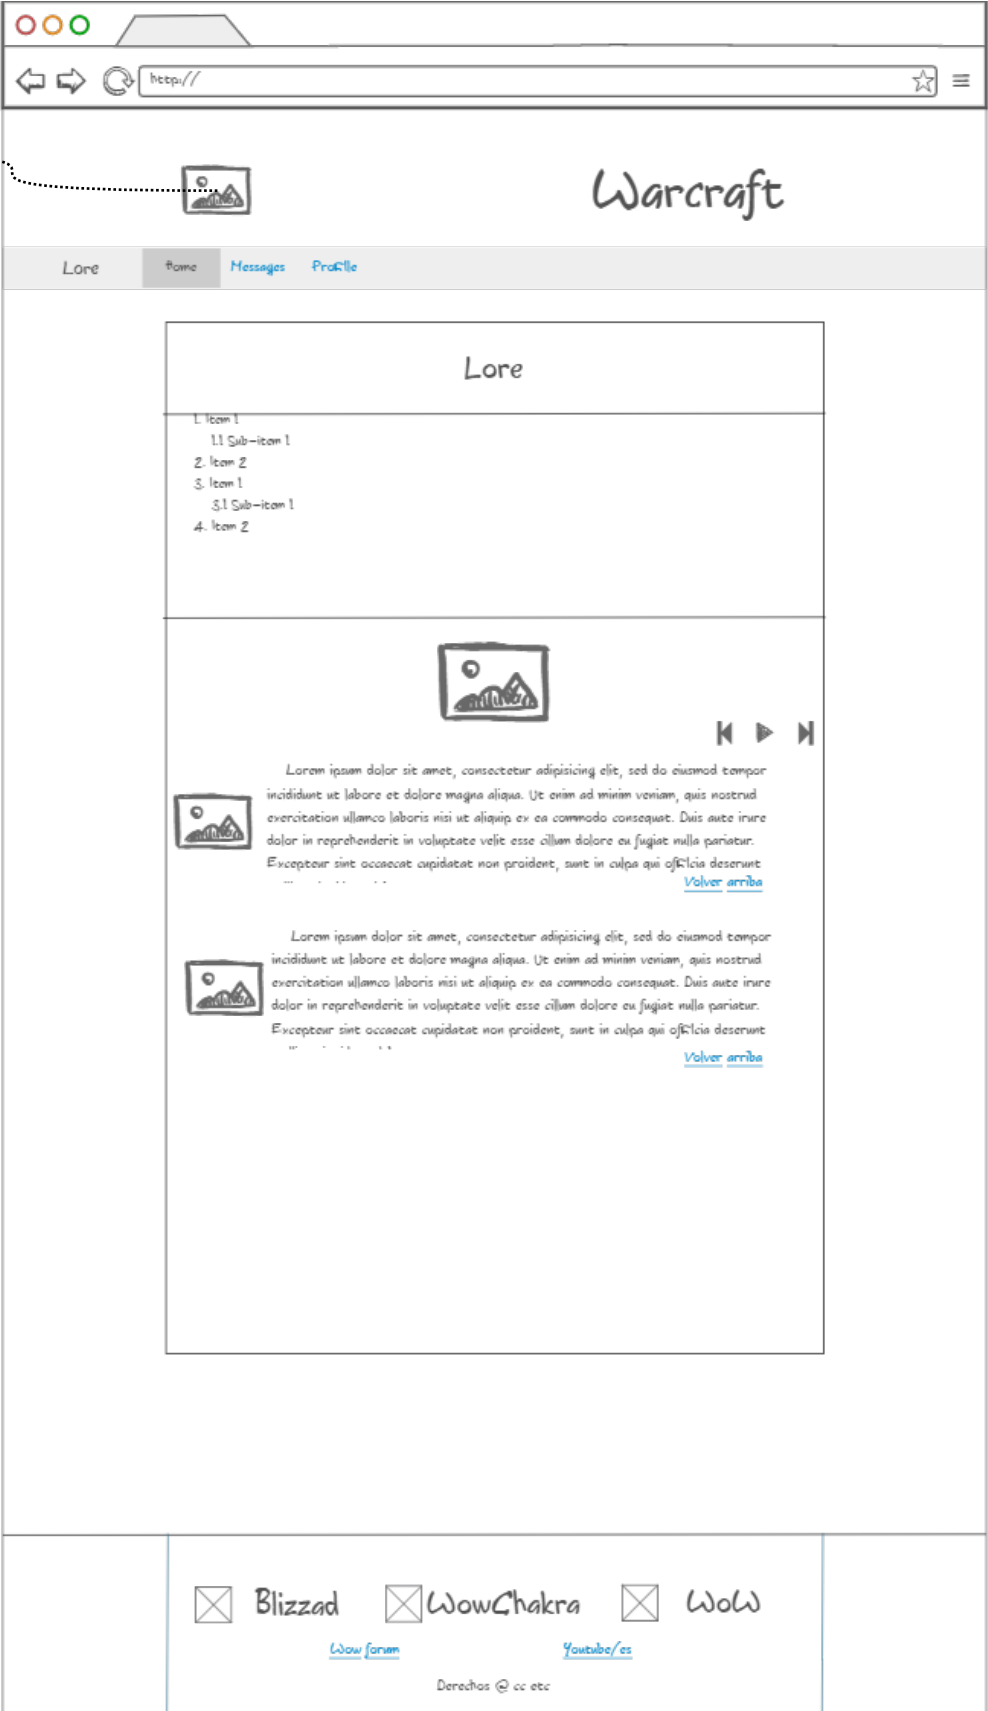 http://
Warcraft
Lore Home Messages Profile
Lore
1. Item 1
1.1 Sub-item 1
2. Item 2
3. Item 1
3.1 Sub-item 1
4. Item 2
Lorem ipsum dolor sit amet, consectetur adipisicing elit, sed do eiusmod tempor
incididunt ut labore et dolore magna aliqua. Ut enim ad minim veniam, quis nostrud
exercitation ullamco laboris nisi ut aliquip ex ea commodo consequat. Duis aute irure
dolor in reprehenderit in voluptate velit esse cillum dolore eu fugiat nulla pariatur.
Excepteur sint occaecat cupidatat non proident, sunt in culpa qui officia deserunt
Volver arriba
Lorem ipsum dolor sit amet, consectetur adipisicing elit, sed do eiusmod tempor
incididunt ut labore et dolore magna aliqua. Ut enim ad minim veniam, quis nostrud
exercitation ullamco laboris nisi ut aliquip ex ea commodo consequat. Duis aute irure
dolor in reprehenderit in voluptate velit esse cillum dolore eu fugiat nulla pariatur.
Excepteur sint occaecat cupidatat non proident, sunt in culpa qui officia deserunt
Volver arriba
Blizzad WowChakra WoW
Wow forum Youtube/es
Derechos @ cc etc